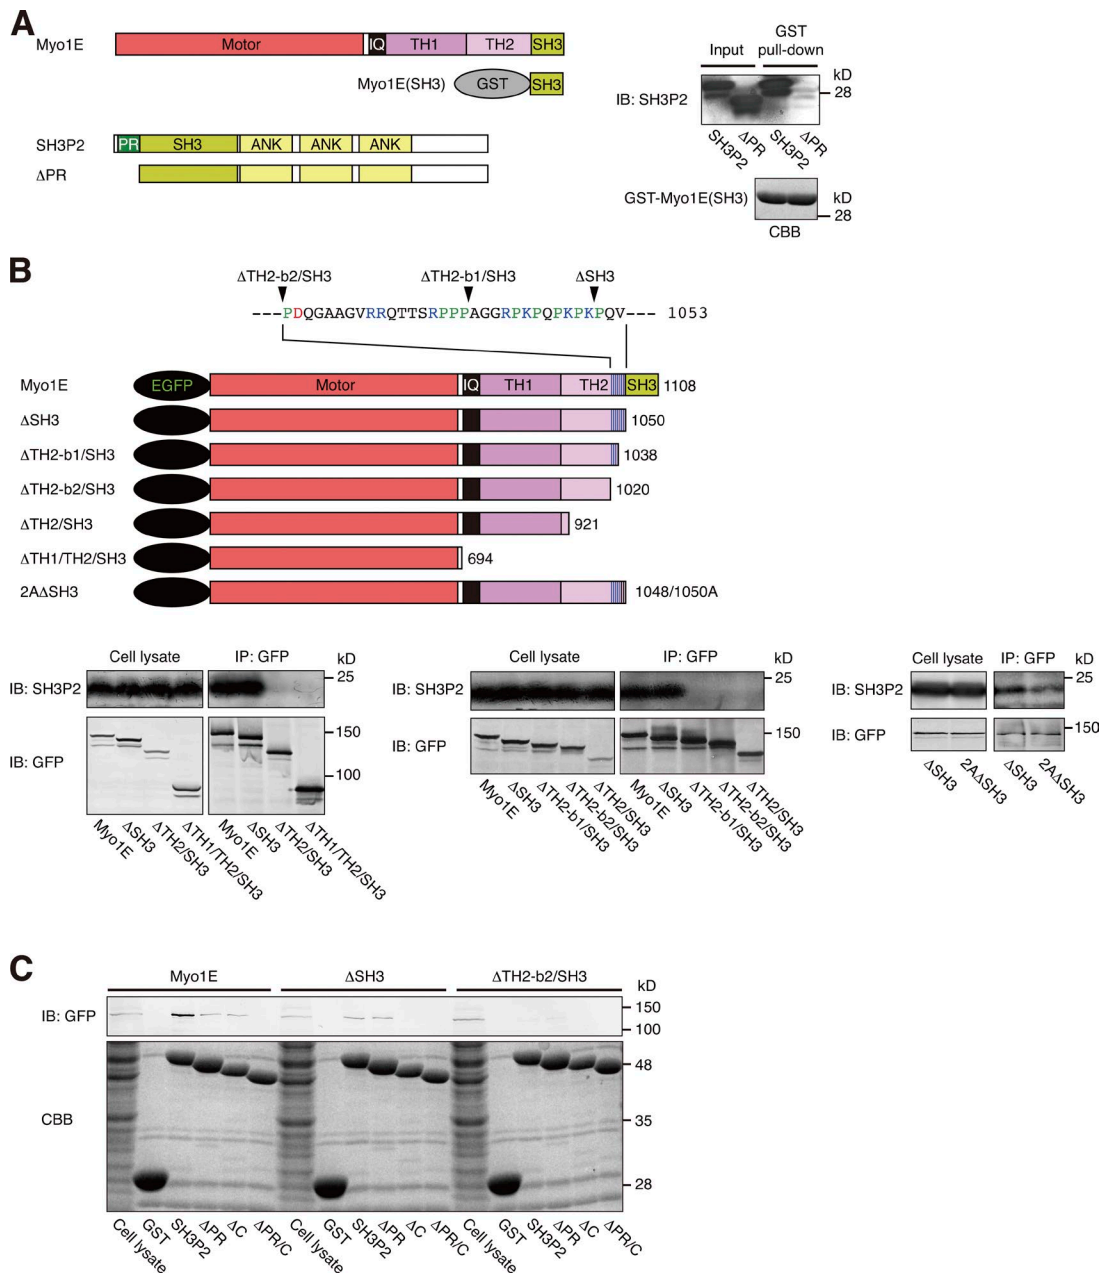 A
Myo1E
Motor
IQ
TH1
TH2
SH3
Myo1E(SH3)
GST
SH3
SH3P2
PR
SH3
ANK
ANK
ANK
ΔPR
GST
Input
pull-down
kD
IB: SH3P2
28
SH3P2
ΔPR
SH3P2
ΔPR
GST-Myo1E(SH3)
kD
28
CBB
B
ΔTH2-b2/SH3
ΔTH2-b1/SH3
ΔSH3
---PDQGAAGVRRQTTSRPPPAGGRPKPQPKPKPQV--- 1053
Myo1E
EGFP
Motor
IQ
TH1
TH2
SH3
1108
ΔSH3
1050
ΔTH2-b1/SH3
1038
ΔTH2-b2/SH3
1020
ΔTH2/SH3
921
ΔTH1/TH2/SH3
694
2AΔSH3
1048/1050A
Cell lysate
IP: GFP
kD
IB: SH3P2
25
IB: GFP
150
100
Myo1E
ΔSH3
ΔTH2/SH3
ΔTH1/TH2/SH3
Myo1E
ΔSH3
ΔTH2/SH3
ΔTH1/TH2/SH3
Cell lysate
IP: GFP
kD
IB: SH3P2
25
IB: GFP
150
Myo1E
ΔSH3
ΔTH2-b1/SH3
ΔTH2-b2/SH3
ΔTH2/SH3
Myo1E
ΔSH3
ΔTH2-b1/SH3
ΔTH2-b2/SH3
ΔTH2/SH3
Cell lysate
IP: GFP
kD
IB: SH3P2
25
IB: GFP
150
ΔSH3
2AΔSH3
ΔSH3
2AΔSH3
C
Myo1E
ΔSH3
ΔTH2-b2/SH3
kD
IB: GFP
150
100
CBB
48
35
28
Cell lysate
GST
SH3P2
ΔPR
ΔC
ΔPR/C
Cell lysate
GST
SH3P2
ΔPR
ΔC
ΔPR/C
Cell lysate
GST
SH3P2
ΔPR
ΔC
ΔPR/C